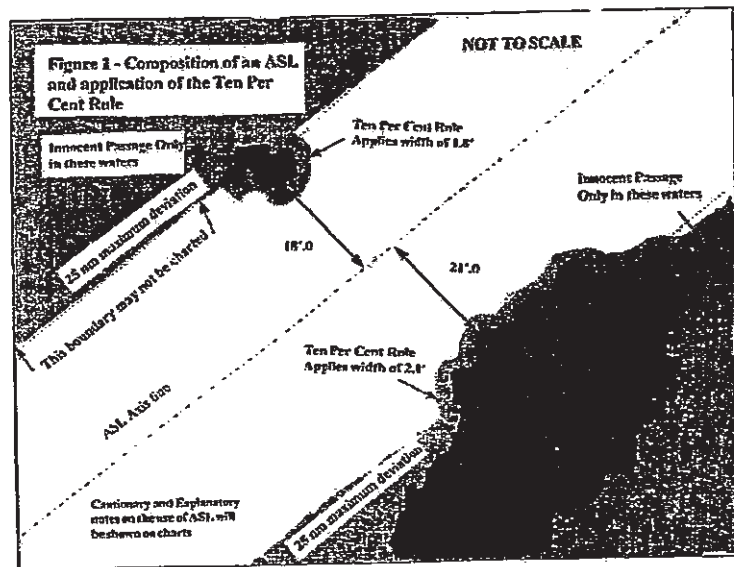 Figure 1 - Composition of an ASL
and application of the Ten Per
Cent Rule
NOT TO SCALE
Innocent Passage Only
in these waters
Ten Per Cent Rule
Applies width of 1.8'
Innocent Passage
Only in these waters
25 nm maximum deviation
This boundary may not be charted
18'.0
21'.0
Ten Per Cent Rule
Applies width of 2.1'
ASL Axis line
25 nm maximum deviation
Cautionary and Explanatory
notes on the use of ASL will
be shown on charts